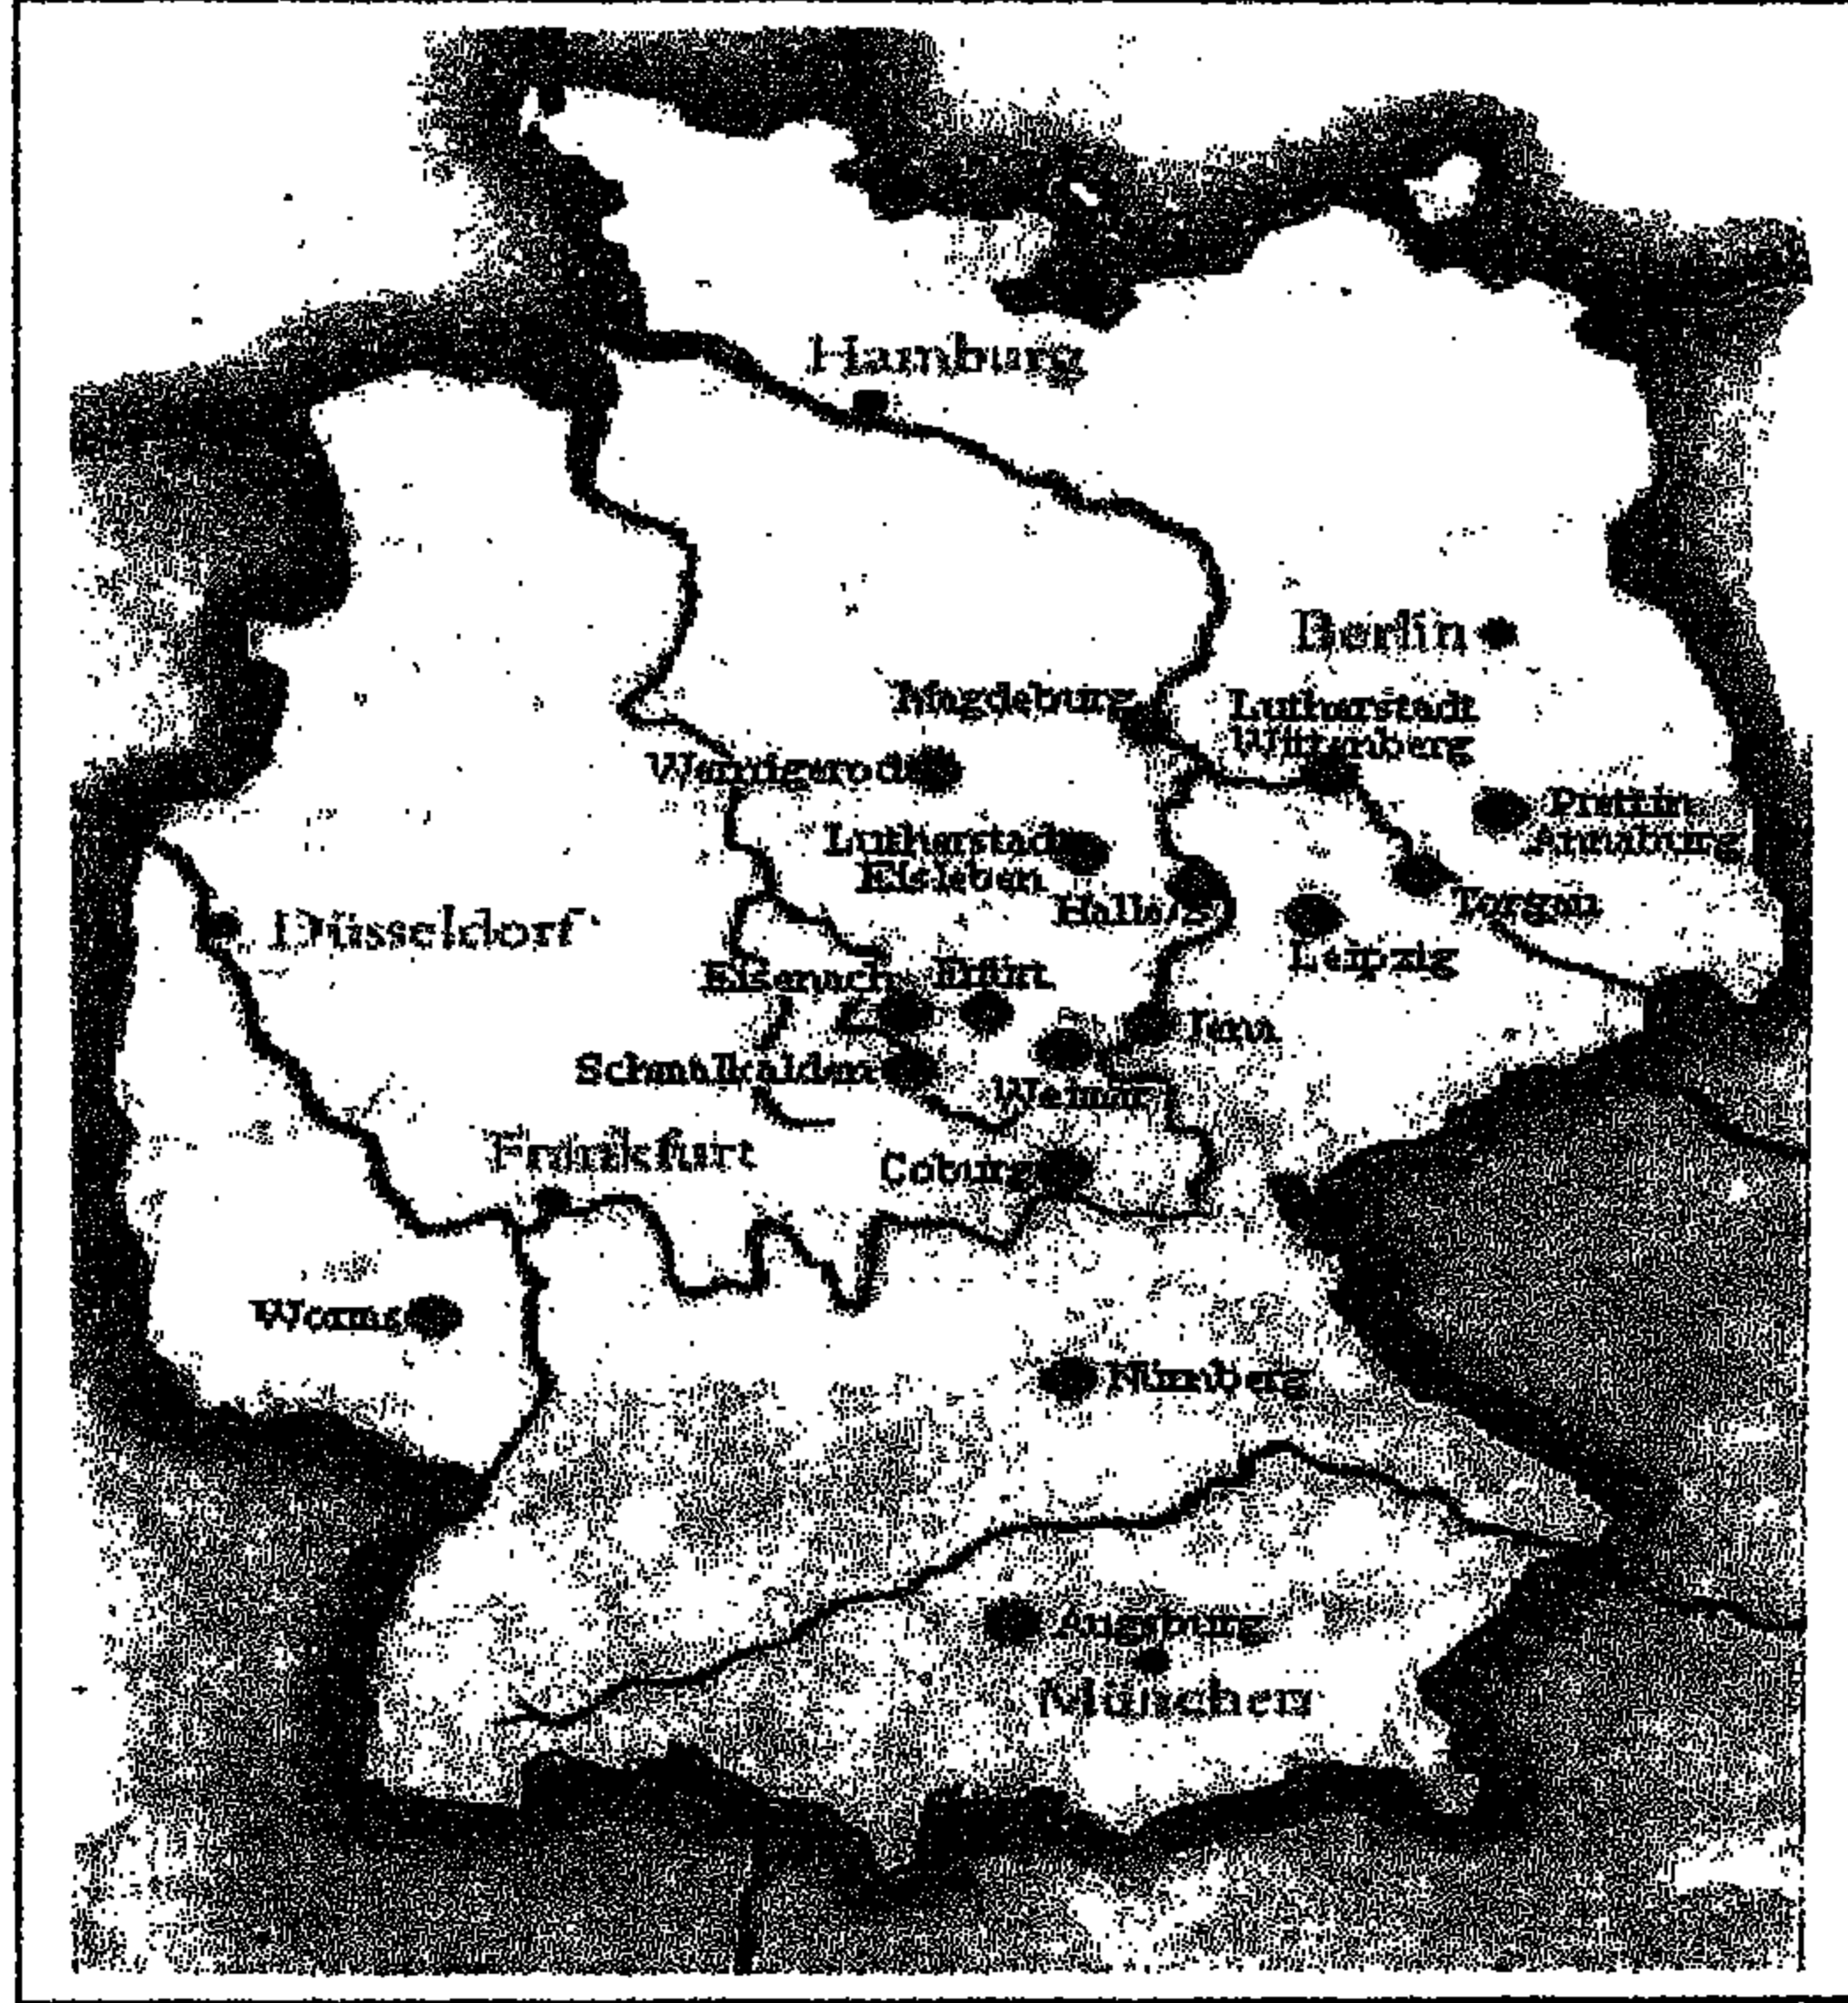 Hamburg
Berlin
Magdeburg
Lutherstadt
Wittenberg
Wernigerode
Prettin
Annaburg
Lutherstadt
Eisleben
Halle
Torgau
Düsseldorf
Leipzig
Eisenach
Erfurt
Jena
Schmalkalden
Weimar
Frankfurt
Coburg
Worms
Nürnberg
Augsburg
München